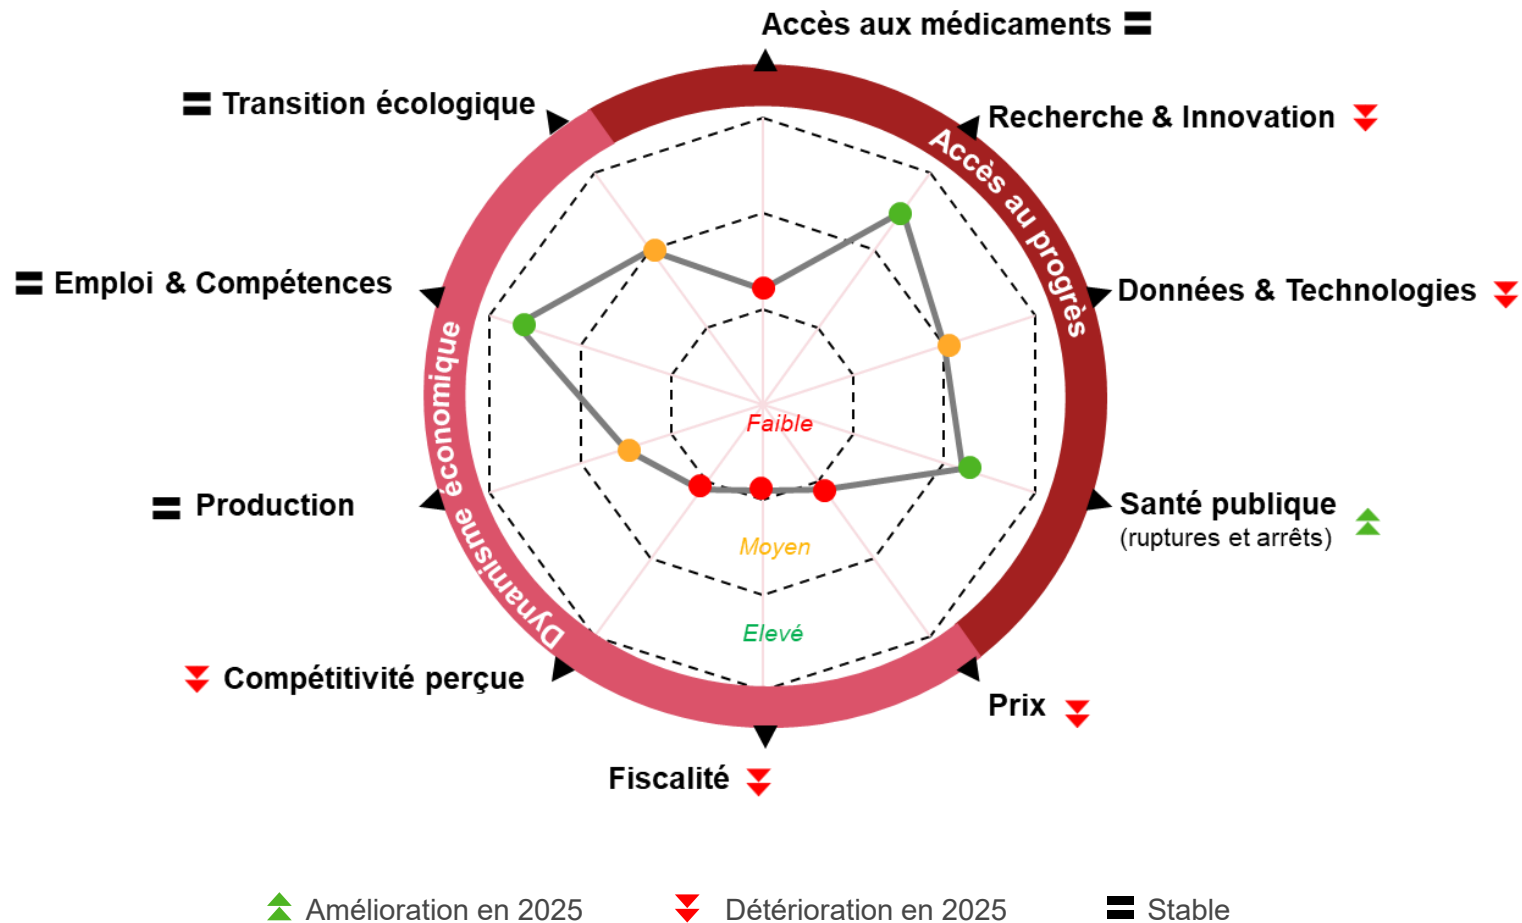 Accès aux médicaments
Transition écologique
Recherche & Innovation
Accès au progrès
Emploi & Compétences
Données & Technologies
Dynamisme économique
Faible
Production
Santé publique
(ruptures et arrêts)
Moyen
Elevé
Compétitivité perçue
Prix
Fiscalité
Amélioration en 2025
Détérioration en 2025
Stable